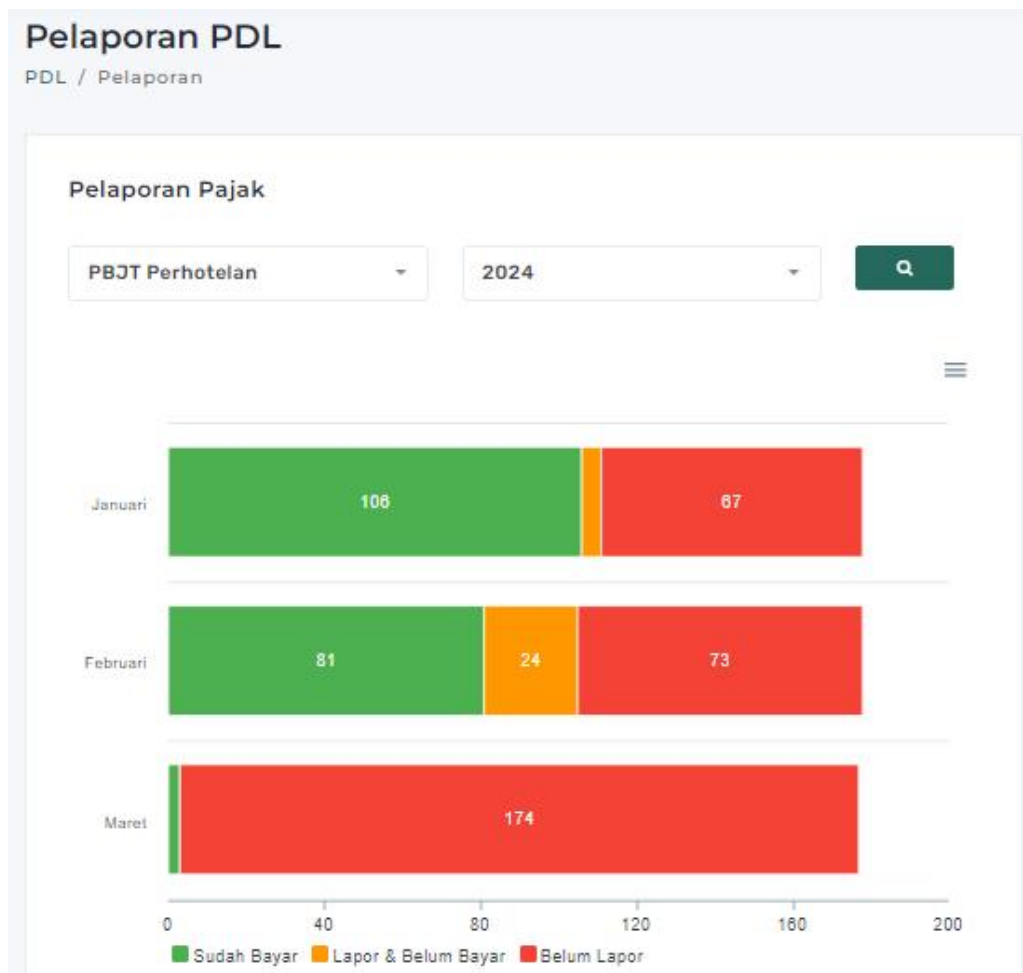 Pelaporan PDL
PDL / Pelaporan
Pelaporan Pajak
PBJT Perhotelan
2024
Januari
106
67
Februari
81
24
73
Maret
174
0 40 80 120 160 200
Sudah Bayar Lapor & Belum Bayar Belum Lapor